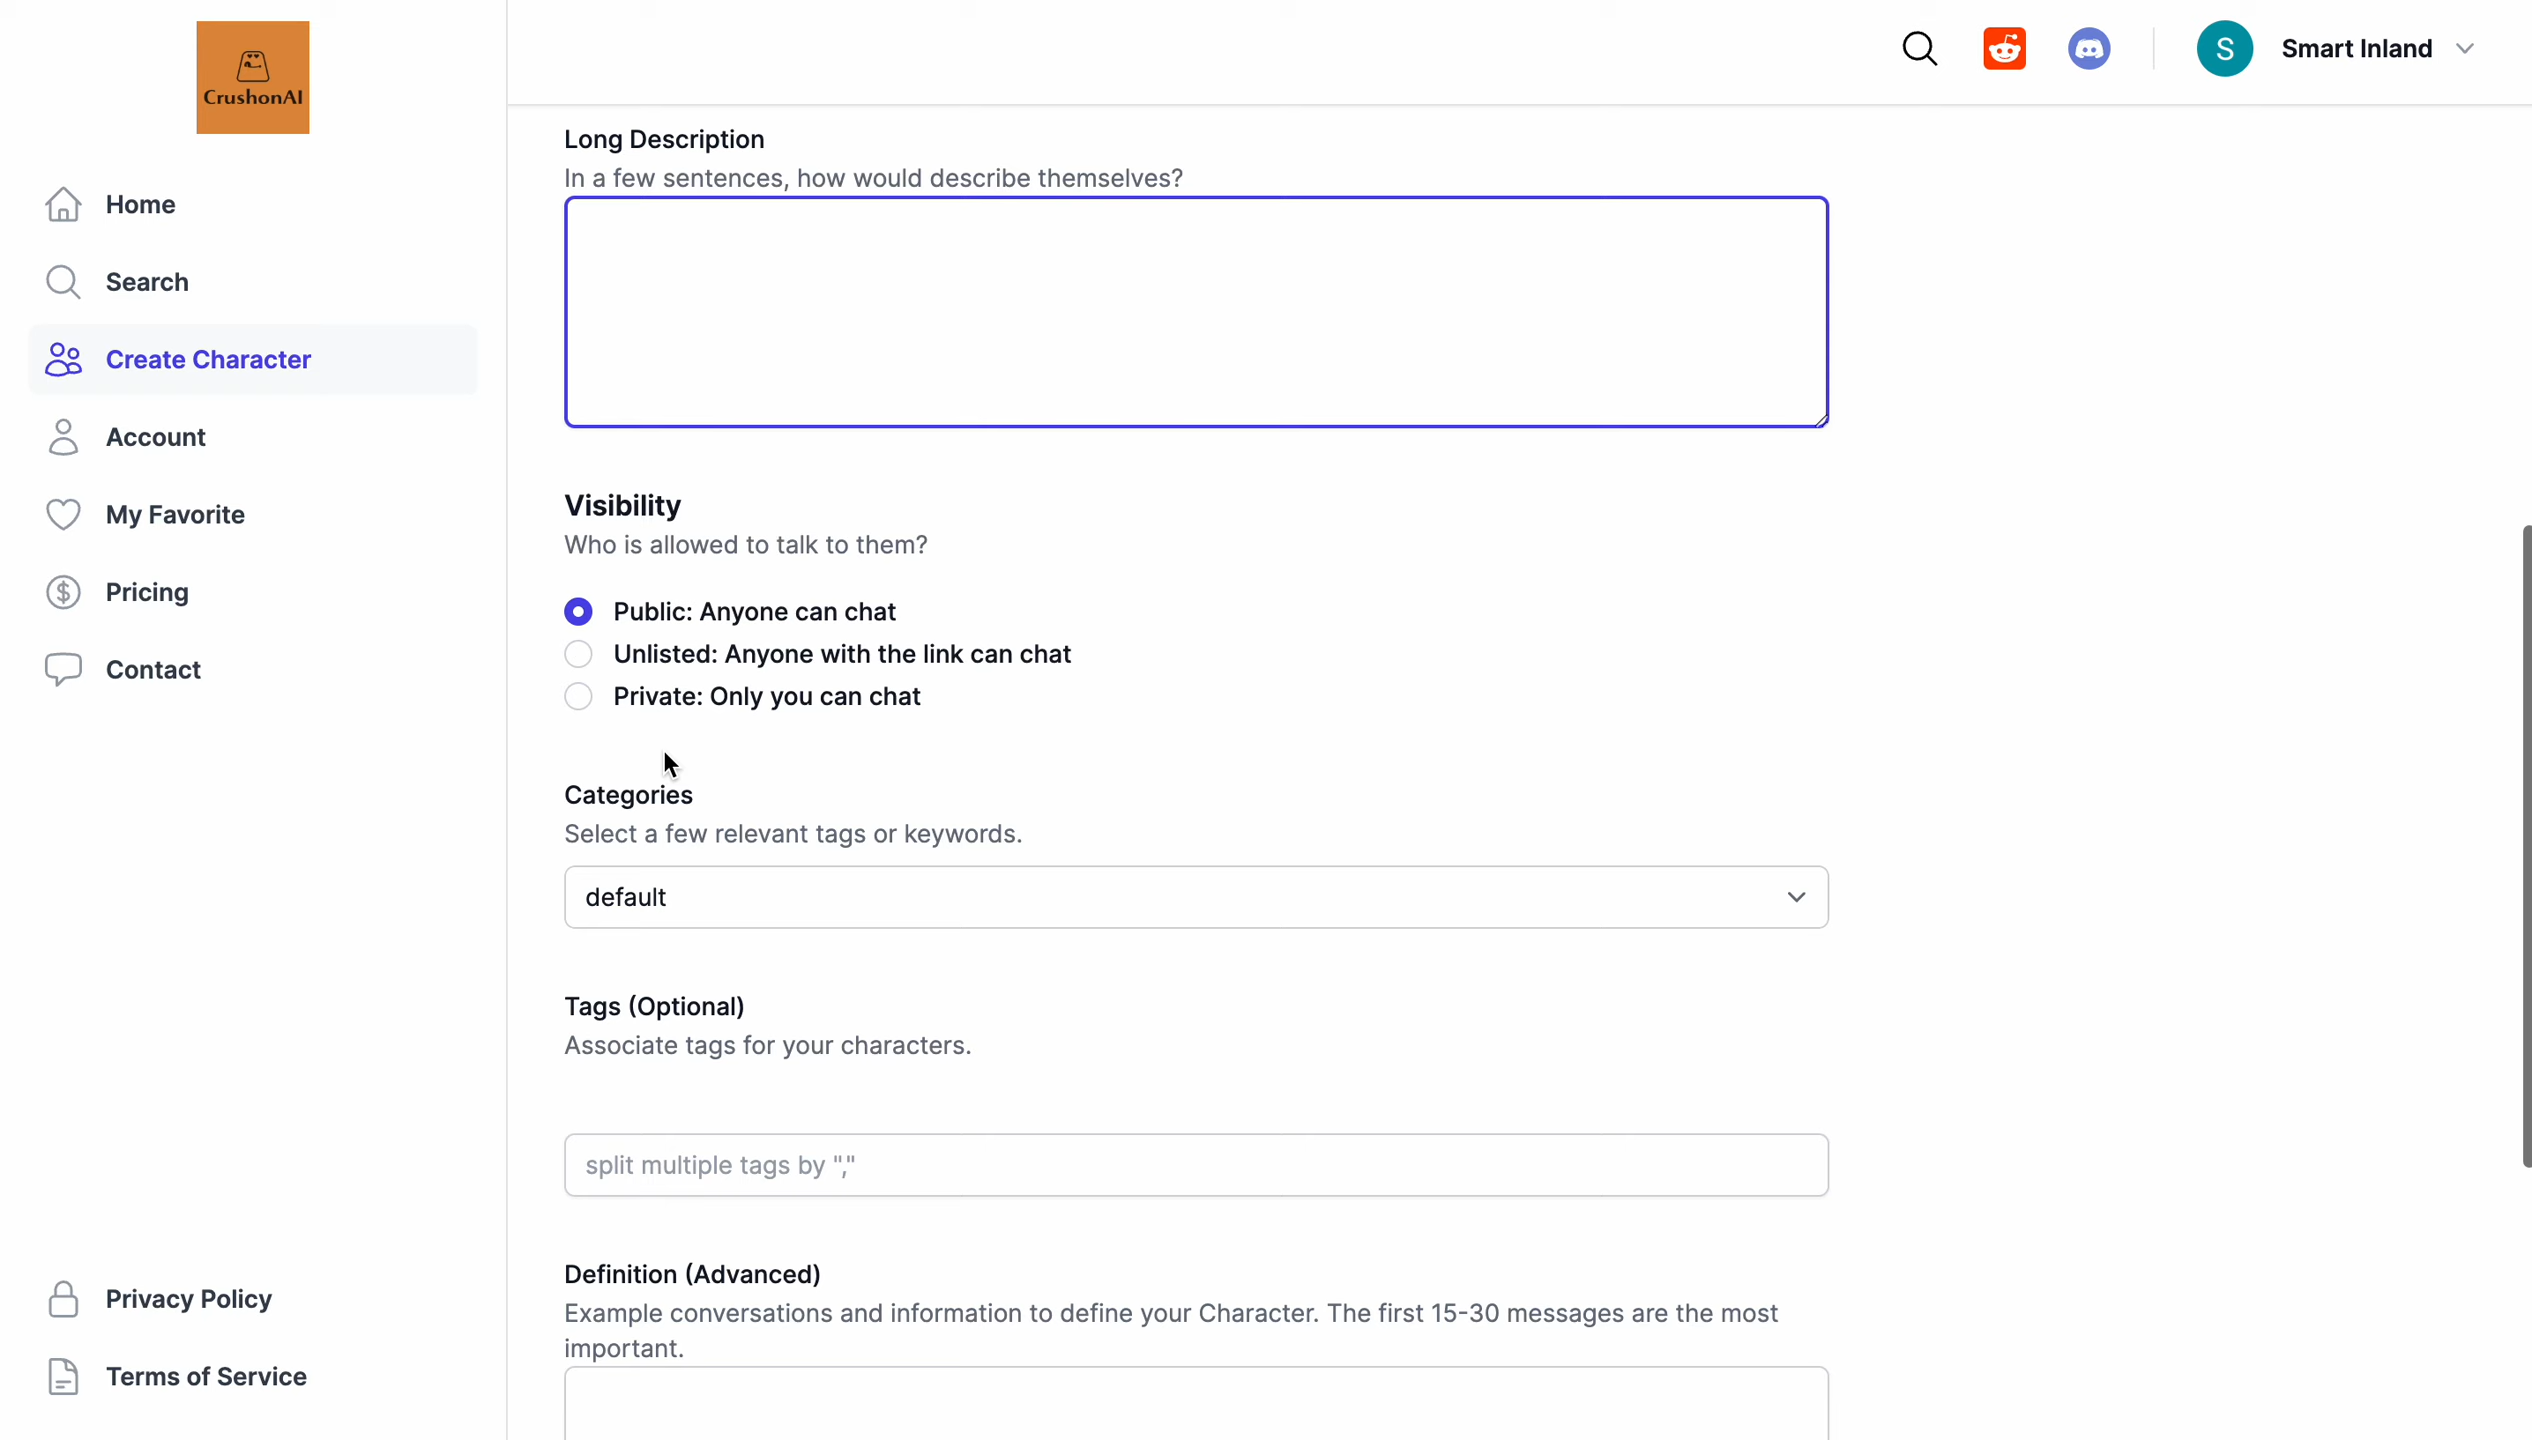 CrushonAI
Home
Search
Create Character
Account
My Favorite
Pricing
Contact
Privacy Policy
Terms of Service
S
Smart Inland
Long Description
In a few sentences, how would describe themselves?
Visibility
Who is allowed to talk to them?
Public: Anyone can chat
Unlisted: Anyone with the link can chat
Private: Only you can chat
Categories
Select a few relevant tags or keywords.
default
Tags (Optional)
Associate tags for your characters.
split multiple tags by ","
Definition (Advanced)
Example conversations and information to define your Character. The first 15-30 messages are the most
important.